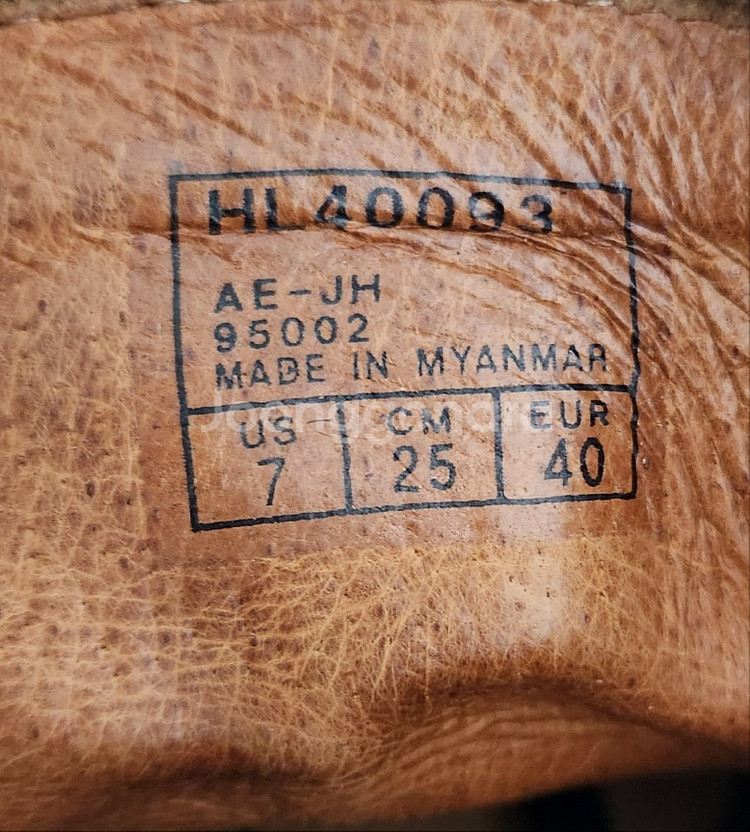 HL40093
AE-JH
95002
MADE IN MYANMAR
US CM EUR
7 25 40